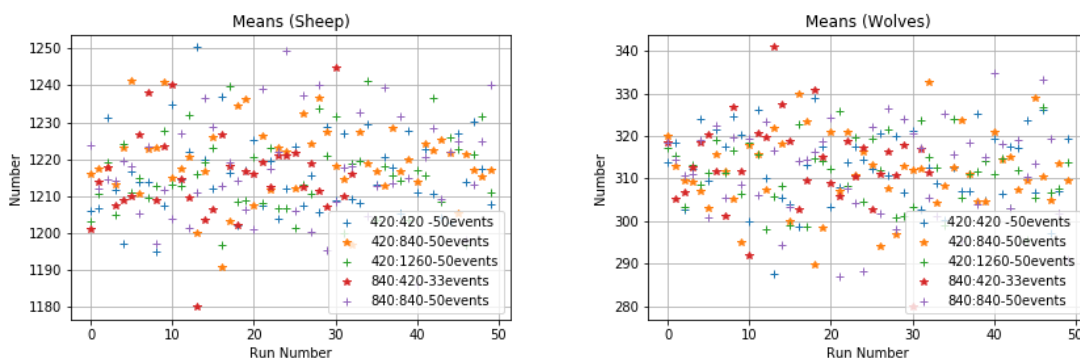 Means (Sheep)
Number
1250
1240
1230
1220
1210
1200
1190
1180
420:420 -50events
420:840-50events
420:1260-50events
840:420-33events
840:840-50events
0
10
20
30
40
50
Run Number
Means (Wolves)
Number
340
330
320
310
300
290
280
420:420 -50events
420:840-50events
420:1260-50events
840:420-33events
840:840-50events
0
10
20
30
40
50
Run Number